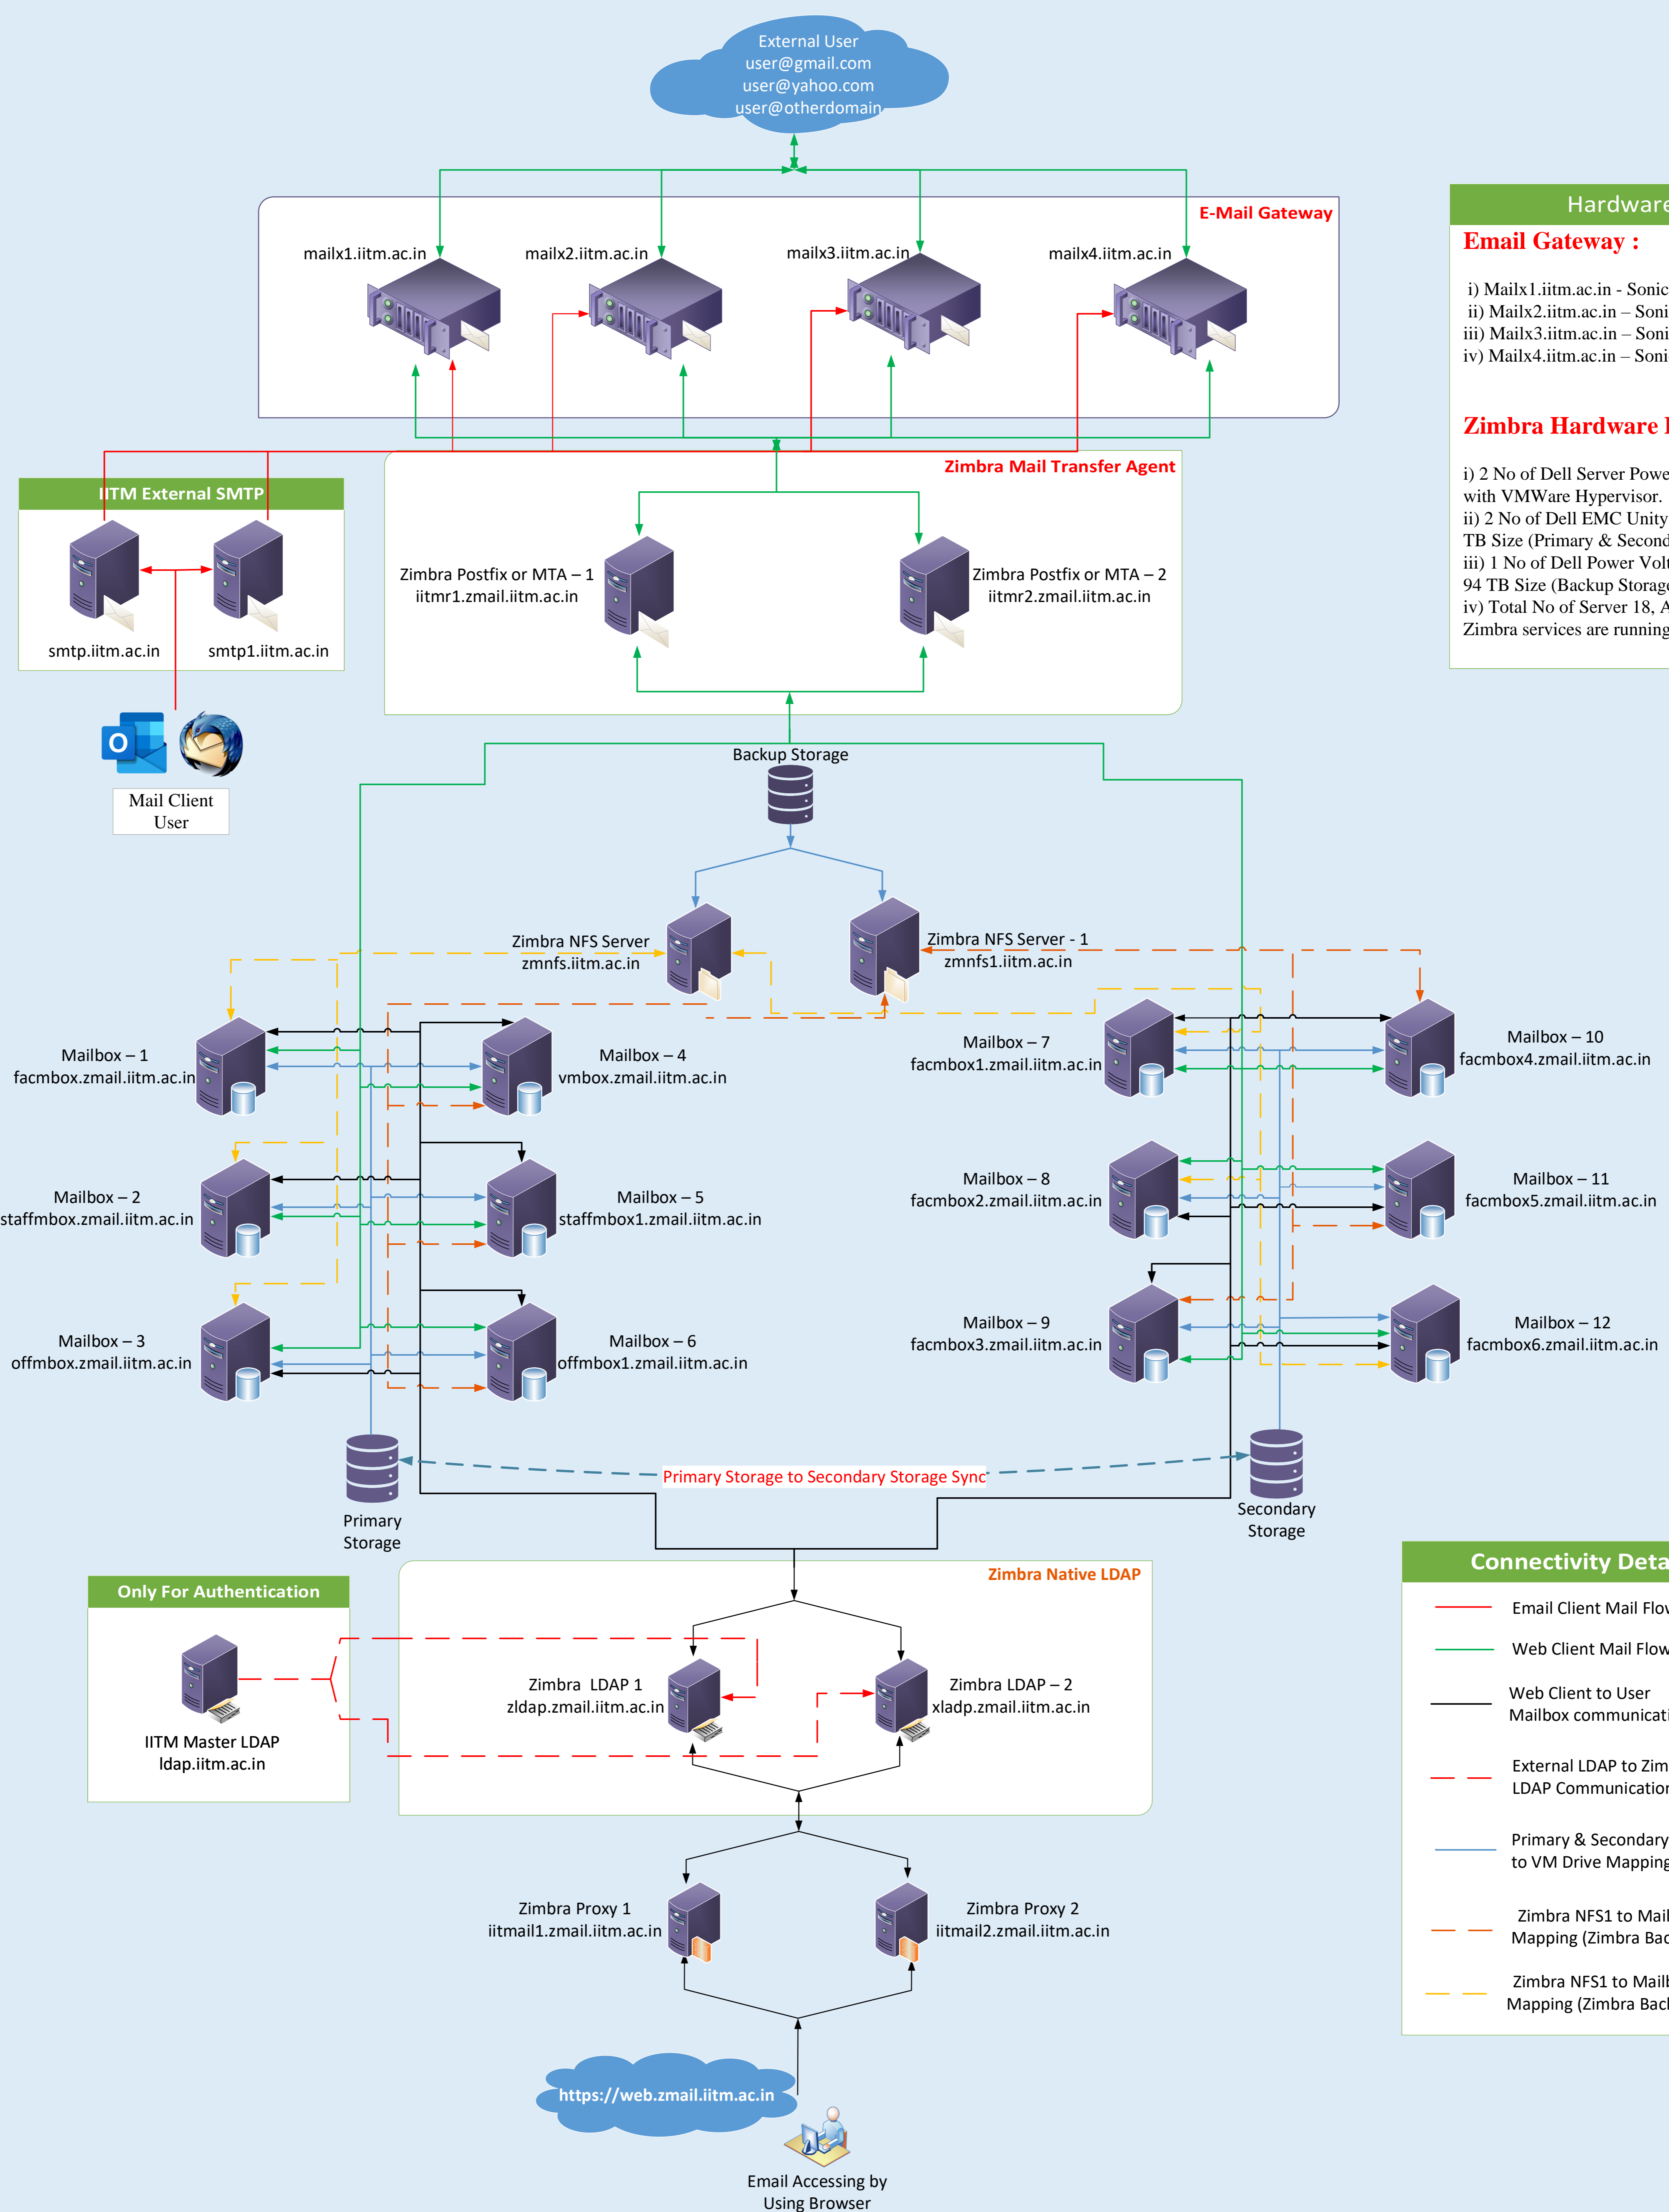 External User
user@gmail.com
user@yahoo.com
user@otherdomain
E-Mail Gateway
mailx1.iitm.ac.in
mailx2.iitm.ac.in
mailx3.iitm.ac.in
mailx4.iitm.ac.in
Hardware
Email Gateway :
i) Mailx1.iitm.ac.in - Sonic
ii) Mailx2.iitm.ac.in – Soni
iii) Mailx3.iitm.ac.in – Soni
iv) Mailx4.iitm.ac.in – Soni
Zimbra Hardware
i) 2 No of Dell Server Powe
with VMWare Hypervisor.
ii) 2 No of Dell EMC Unity
TB Size (Primary & Second
iii) 1 No of Dell Power Volt
94 TB Size (Backup Storage
iv) Total No of Server 18, A
Zimbra services are running
Zimbra Mail Transfer Agent
Zimbra Postfix or MTA – 1
iitmr1.zmail.iitm.ac.in
Zimbra Postfix or MTA – 2
iitmr2.zmail.iitm.ac.in
IITM External SMTP
smtp.iitm.ac.in
smtp1.iitm.ac.in
O
Mail Client
User
Backup Storage
Zimbra NFS Server
zmnfs.iitm.ac.in
Zimbra NFS Server - 1
zmnfs1.iitm.ac.in
Mailbox – 1
facmbox.zmail.iitm.ac.in
Mailbox – 4
vmbox.zmail.iitm.ac.in
Mailbox – 7
facmbox1.zmail.iitm.ac.in
Mailbox – 10
facmbox4.zmail.iitm.ac.in
Mailbox – 2
staffmbox.zmail.iitm.ac.in
Mailbox – 5
staffmbox1.zmail.iitm.ac.in
Mailbox – 8
facmbox2.zmail.iitm.ac.in
Mailbox – 11
facmbox5.zmail.iitm.ac.in
Mailbox – 3
offmbox.zmail.iitm.ac.in
Mailbox – 6
offmbox1.zmail.iitm.ac.in
Mailbox – 9
facmbox3.zmail.iitm.ac.in
Mailbox – 12
facmbox6.zmail.iitm.ac.in
Primary Storage to Secondary Storage Sync
Primary
Storage
Secondary
Storage
Only For Authentication
IITM Master LDAP
ldap.iitm.ac.in
Zimbra Native LDAP
Zimbra LDAP 1
zldap.zmail.iitm.ac.in
Zimbra LDAP – 2
xladp.zmail.iitm.ac.in
Zimbra Proxy 1
iitmail1.zmail.iitm.ac.in
Zimbra Proxy 2
iitmail2.zmail.iitm.ac.in
https://web.zmail.iitm.ac.in
Email Accessing by
Using Browser
Connectivity Deta
Email Client Mail Flow
Web Client Mail Flow
Web Client to User
Mailbox communicati
External LDAP to Zim
LDAP Communication
Primary & Secondary
to VM Drive Mapping
Zimbra NFS1 to Mail
Mapping (Zimbra Bac
Zimbra NFS1 to Mailb
Mapping (Zimbra Back